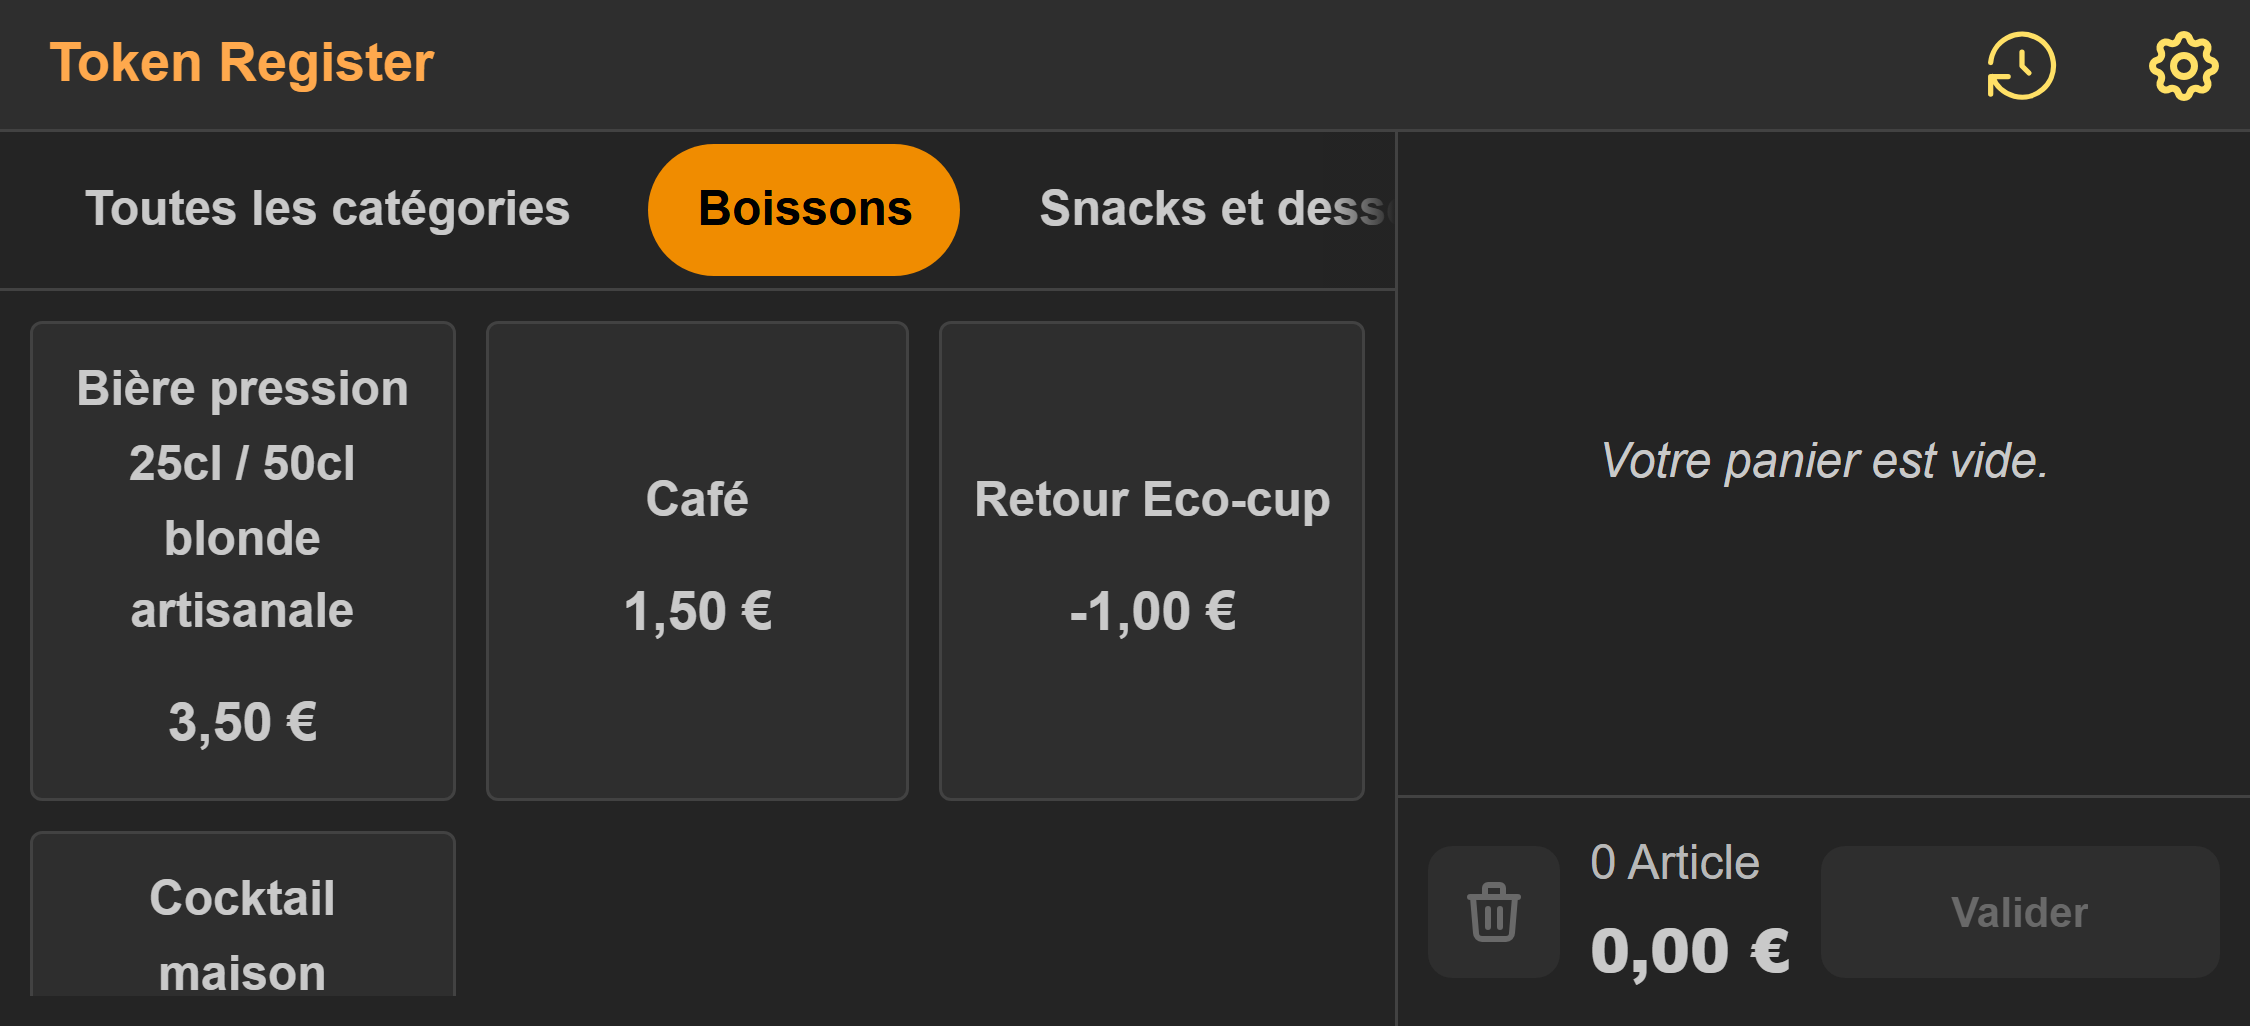 Token Register
Toutes les catégories
Boissons
Snacks et
Bière pression
25cl / 50cl
blonde
artisanale
3,50 €
Café
1,50 €
Retour Eco-cup
-1,00 €
Cocktail
maison
Votre panier est vide.
0 Article
0,00 €
Valider